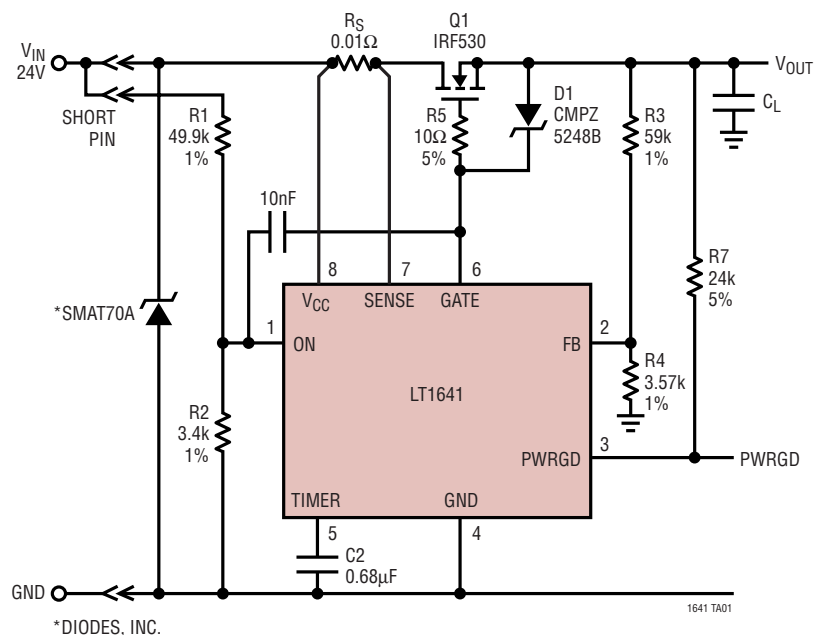 VIN
24V
SHORT
PIN
RS
0.01Ω
Q1
IRF530
VOUT
CL
R1
49.9k
1%
R5
10Ω
5%
D1
CMPZ
5248B
R3
59k
1%
10nF
R7
24k
5%
8
7
6
VCC
SENSE
GATE
*SMAT70A
1
ON
2
FB
LT1641
R4
3.57k
1%
R2
3.4k
1%
3
PWRGD
PWRGD
TIMER
GND
5
4
C2
0.68μF
GND
1641 TA01
*DIODES, INC.